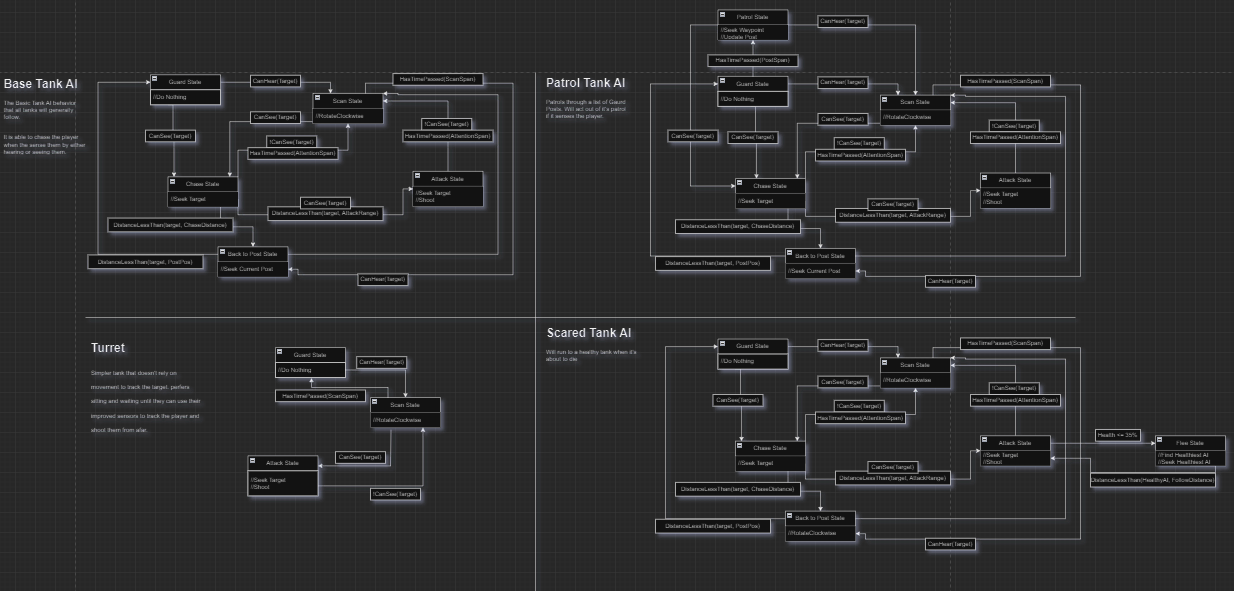 Base Tank AI
The Basic Tank AI behavior
that all tanks will generally
follow.
It is able to chase the player
when the sense them by either
hearing or seeing them.
Guard State
//Do Nothing
CanHear(Target)
HasTimePassed(ScanSpan)
Scan State
//RotateClockwise
CanSee(Target)
CanSee(Target)
!CanSee(Target)
HasTimePassed(AttentionSpan)
!CanSee(Target)
HasTimePassed(AttentionSpan)
Chase State
//Seek Target
Attack State
//Seek Target
//Shoot
CanSee(Target)
DistanceLessThan(target, AttackRange)
DistanceLessThan(target, ChaseDistance)
Back to Post State
//Seek Current Post
DistanceLessThan(target, PostPos)
CanHear(Target)
Patrol Tank AI
Patrols through a list of Gaurd
Posts. Will act out of it's patrol
if it senses the player.
Patrol State
//Seek Waypoint
//Update Post
CanHear(Target)
HasTimePassed(PostSpan)
Guard State
//Do Nothing
CanHear(Target)
HasTimePassed(ScanSpan)
Scan State
//RotateClockwise
CanSee(Target)
CanSee(Target)
CanSee(Target)
!CanSee(Target)
HasTimePassed(AttentionSpan)
!CanSee(Target)
HasTimePassed(AttentionSpan)
Chase State
//Seek Target
Attack State
//Seek Target
//Shoot
CanSee(Target)
DistanceLessThan(target, AttackRange)
DistanceLessThan(target, ChaseDistance)
Back to Post State
//Seek Current Post
DistanceLessThan(target, PostPos)
CanHear(Target)
Turret
Simpler tank that doesn't rely on
movement to track the target, perfers
sitting and waiting until they can use their
improved sensors to track the player and
shoot them from afar.
Guard State
//Do Nothing
CanHear(Target)
HasTimePassed(ScanSpan)
Scan State
//RotateClockwise
CanSee(Target)
Attack State
//Seek Target
//Shoot
!CanSee(Target)
Scared Tank AI
Will run to a healthy tank when it's
about to die
Guard State
//Do Nothing
CanHear(Target)
HasTimePassed(ScanSpan)
Scan State
//RotateClockwise
CanSee(Target)
CanSee(Target)
!CanSee(Target)
HasTimePassed(AttentionSpan)
!CanSee(Target)
HasTimePassed(AttentionSpan)
Chase State
//Seek Target
Attack State
//Seek Target
//Shoot
Health <= 35%
Flee State
//Find Healthiest AI
//Seek Healthiest AI
DistanceLessThan(HealthyAI, FollowDistance)
CanSee(Target)
DistanceLessThan(target, AttackRange)
DistanceLessThan(target, ChaseDistance)
Back to Post State
//RotateClockwise
DistanceLessThan(target, PostPos)
CanHear(Target)